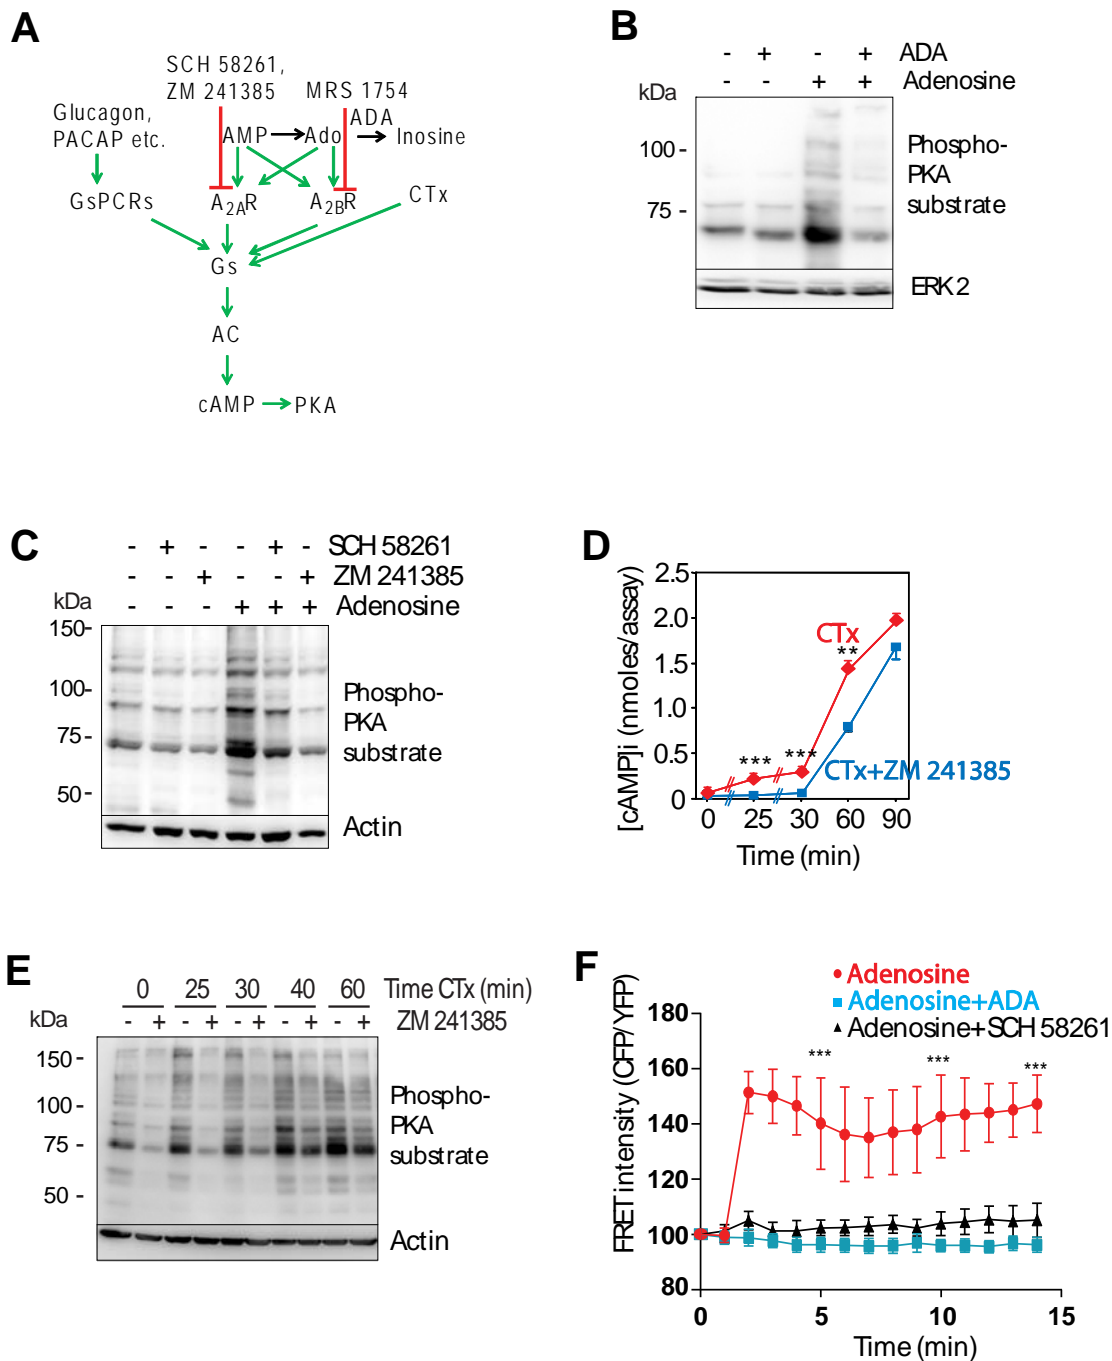 A
SCH 58261,
ZM 241385
MRS 1754
Glucagon,
PACAP etc.
AMP
Ado
ADA
Inosine
GsPCRs
A2AR
A2BR
CTx
Gs
AC
cAMP
PKA
B
- + - + ADA
- - + + Adenosine
kDa
100 -
75 -
Phospho-
PKA
substrate
ERK 2
C
- + - - + - SCH 58261
- - + - - + ZM 241385
- - - + + + Adenosine
kDa
150-
100-
75-
50-
Phospho-
PKA
substrate
Actin
D
[cAMP]i (nmoles/assay)
2.5
2.0
1.5
1.0
0.5
0
CTx
**
***
***
CTx+ZM 241385
0 25 30 60 90
Time (min)
E
0 25 30 40 60 Time CTx (min)
- + - + - + - + - + ZM 241385
kDa
150 -
100 -
75 -
50 -
Phospho-
PKA
substrate
Actin
F
Adenosine
Adenosine+ADA
Adenosine+SCH 58261
FRET intensity (CFP/YFP)
180
160
140
120
100
80
***
***
***
0 5 10 15
Time (min)